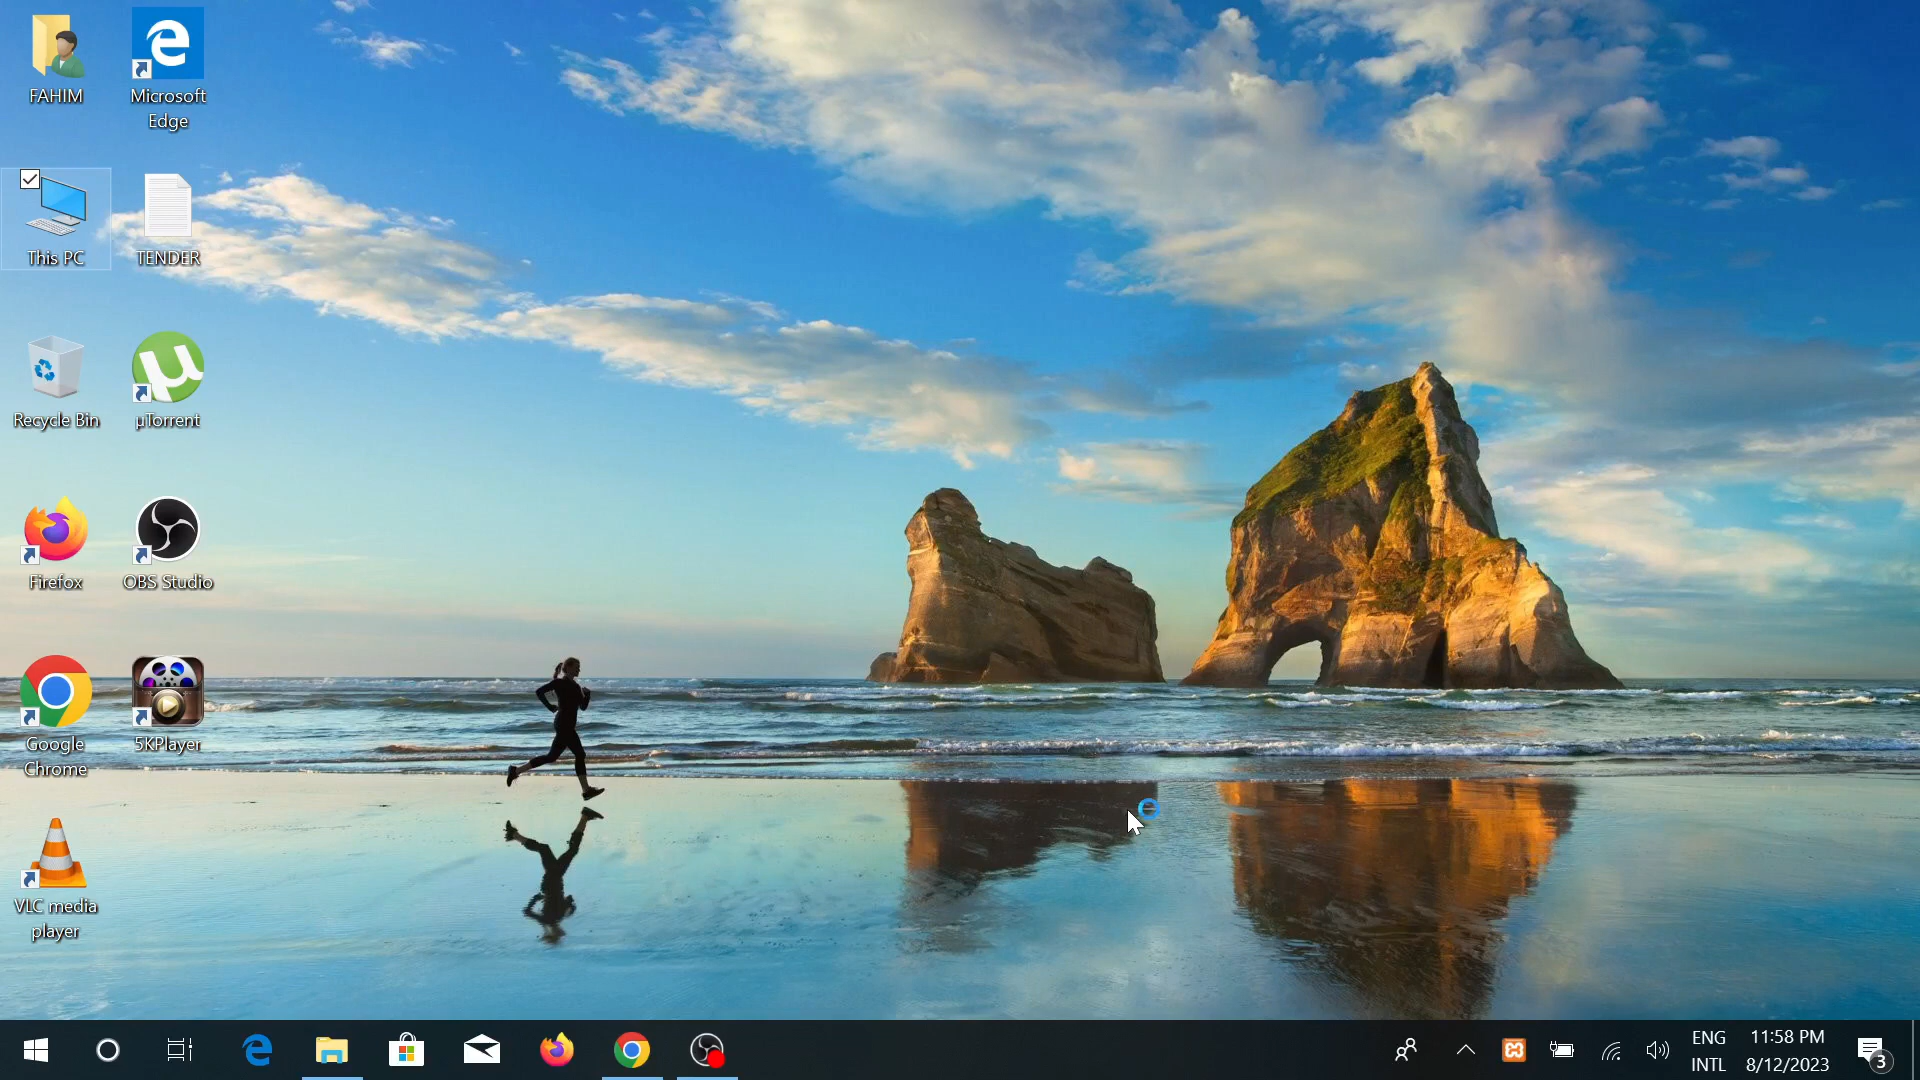 FAHIM
Microsoft
Edge
This PC
TENDER
Recycle Bin
µTorrent
Firefox
OBS Studio
Google
Chrome
5KPlayer
VLC media
player
ENG
INTL
11:58 PM
8/12/2023
3